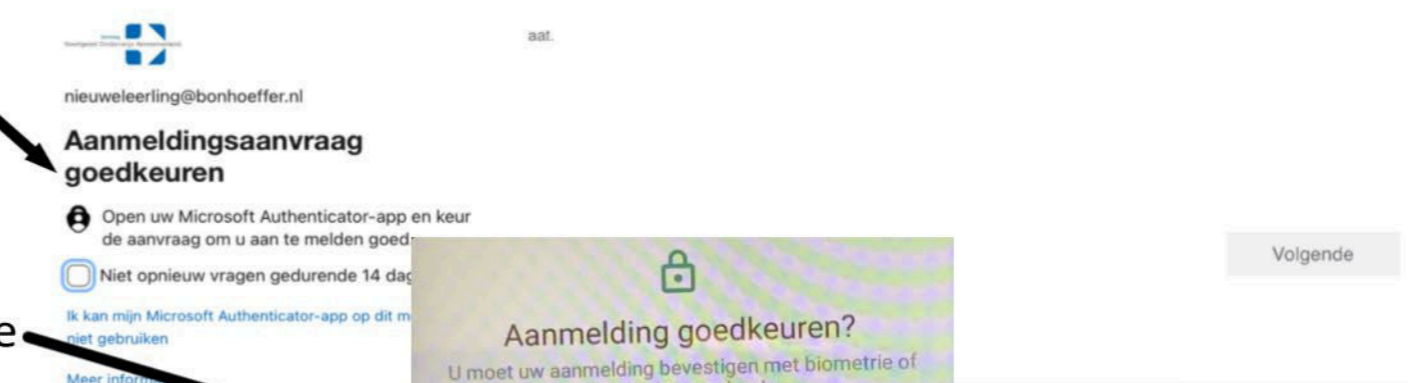 aat.
nieuweleerling@bonhoeffer.nl
Aanmeldingsaanvraag
goedkeuren
Open uw Microsoft Authenticator-app en keur
de aanvraag om u aan te melden goed
Niet opnieuw vragen gedurende 14 dag
Volgende
Ik kan mijn Microsoft Authenticator-app op dit m
niet gebruiken
e
Meer inform
Aanmelding goedkeuren?
U moet uw aanmelding bevestigen met biometrie of